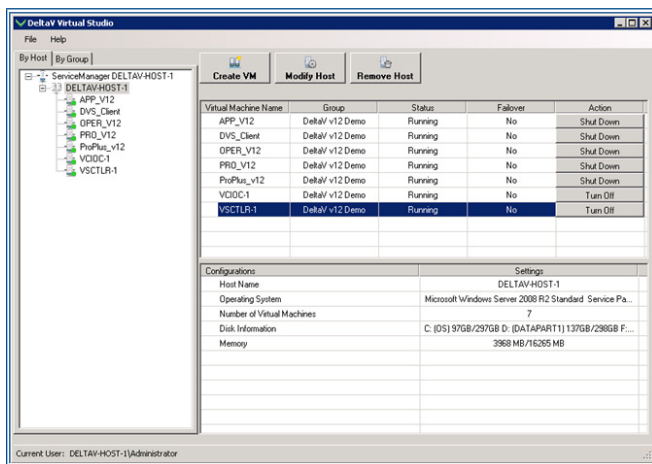 DeltaV Virtual Studio
File Help
By Host By Group
ServiceManager DELTAV-HOST-1
DELTAV-HOST-1
APP_V12
DVS_Client
OPER_V12
PRO_V12
ProPlus_v12
VCIOC-1
VSCTLR-1
Create VM Modify Host Remove Host
Virtual Machine Name Group Status Failover Action
APP_V12 DeltaV v12 Demo Running No Shut Down
DVS_Client DeltaV v12 Demo Running No Shut Down
OPER_V12 DeltaV v12 Demo Running No Shut Down
PRO_V12 DeltaV v12 Demo Running No Shut Down
ProPlus_v12 DeltaV v12 Demo Running No Shut Down
VCIOC-1 DeltaV v12 Demo Running No Turn Off
VSCTLR-1 DeltaV v12 Demo Running No Turn Off
Configurations Settings
Host Name DELTAV-HOST-1
Operating System Microsoft Windows Server 2008 R2 Standard Service Pa...
Number of Virtual Machines 7
Disk Information C: (OS) 97GB/297GB D: (DATAPART1) 137GB/298GB F:...
Memory 3968 MB/16265 MB
Current User: DELTAV-HOST-1\Administrator